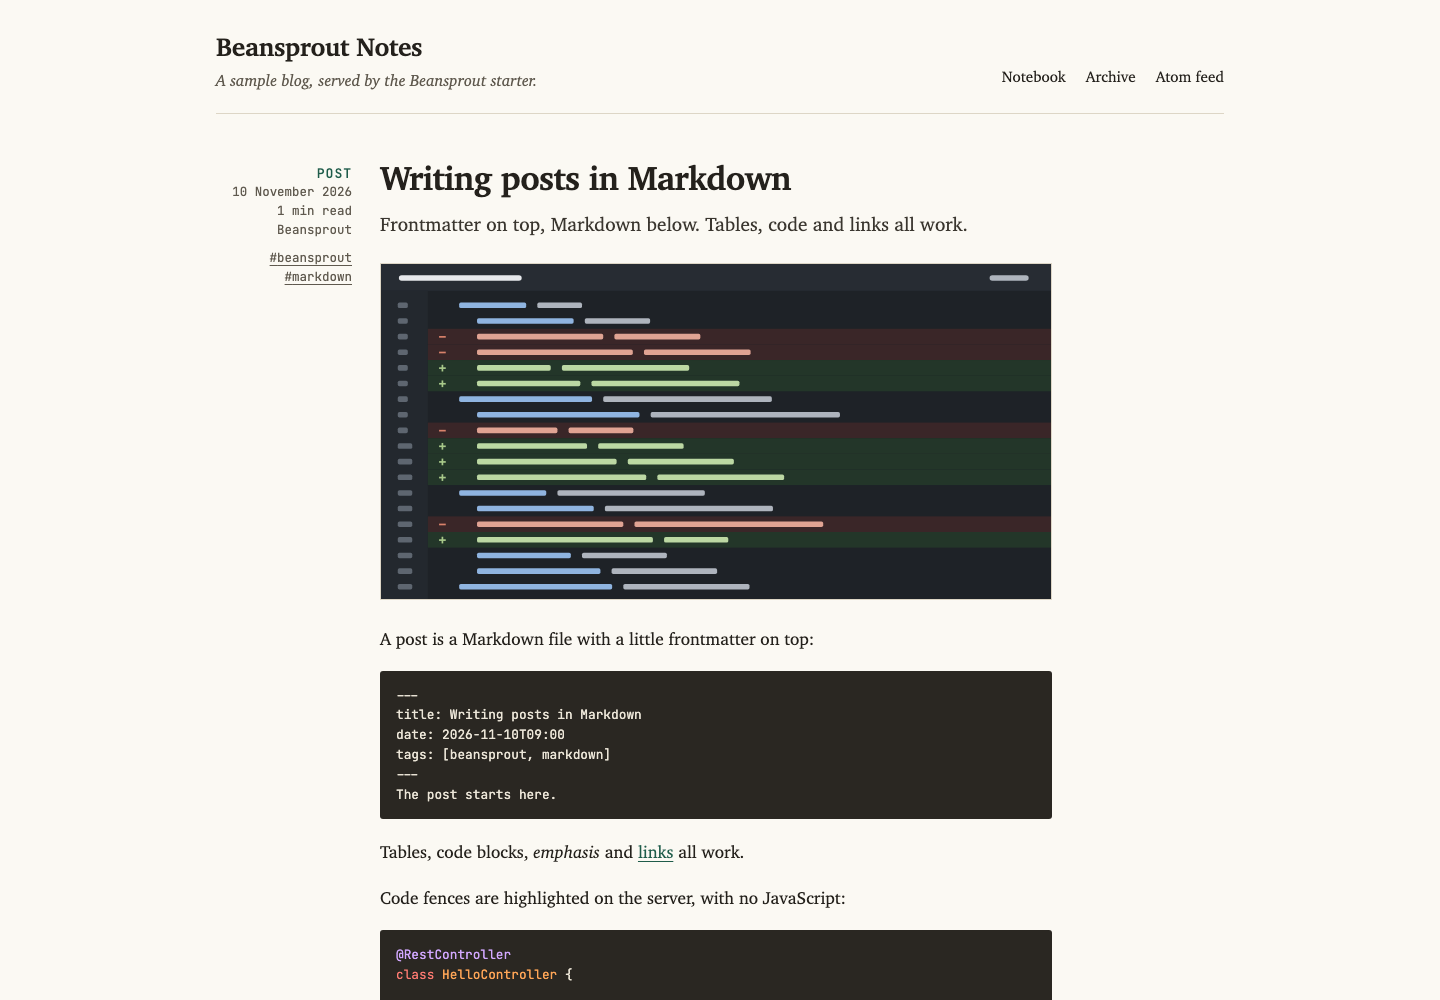 Beansprout Notes
A sample blog, served by the Beansprout starter.
Notebook
Archive
Atom feed
POST
10 November 2026
1 min read
Beansprout
#beansprout
#markdown
Writing posts in Markdown
Frontmatter on top, Markdown below. Tables, code and links all work.
A post is a Markdown file with a little frontmatter on top:
---
title: Writing posts in Markdown
date: 2026-11-10T09:00
tags: [beansprout, markdown]
---
The post starts here.
Tables, code blocks, emphasis and links all work.
Code fences are highlighted on the server, with no JavaScript:
@RestController
class HelloController {